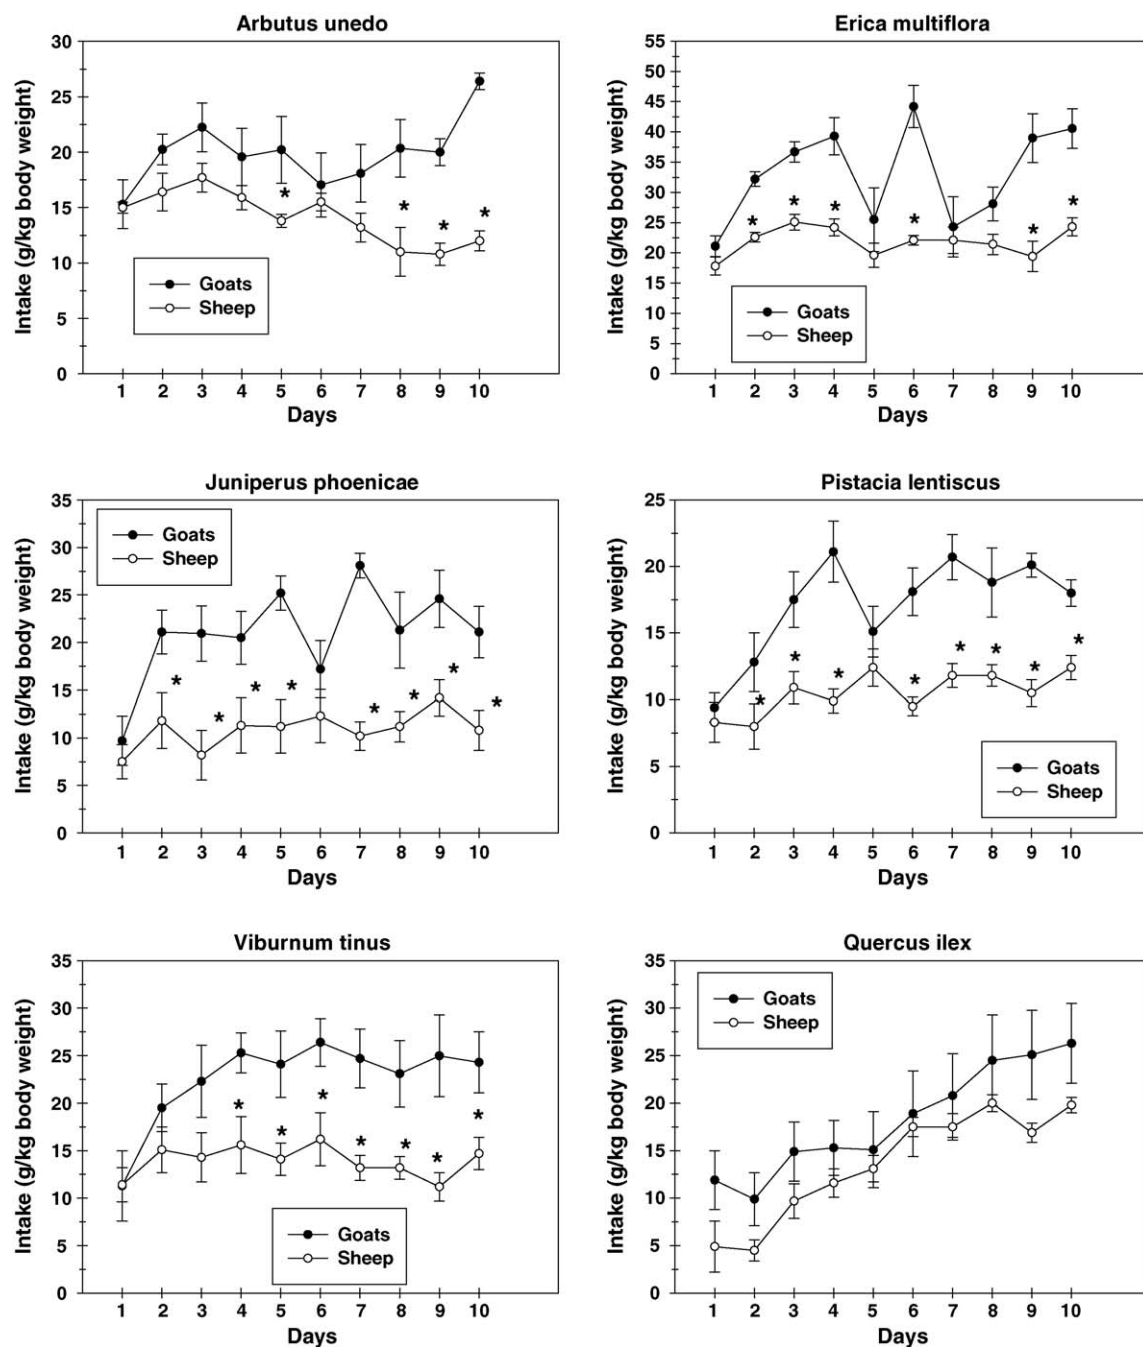 Arbutus unedo
Intake (g/kg body weight)
30
25
20
15
10
5
0
*
*
*
*
Goats
Sheep
1 2 3 4 5 6 7 8 9 10
Days
Erica multiflora
Intake (g/kg body weight)
55
50
45
40
35
30
25
20
15
10
5
0
*
*
*
*
*
*
Goats
Sheep
1 2 3 4 5 6 7 8 9 10
Days
Juniperus phoenicae
Intake (g/kg body weight)
35
30
25
20
15
10
5
0
Goats
Sheep
*
*
*
*
*
*
*
*
1 2 3 4 5 6 7 8 9 10
Days
Pistacia lentiscus
Intake (g/kg body weight)
25
20
15
10
5
0
*
*
*
*
*
*
*
*
Goats
Sheep
1 2 3 4 5 6 7 8 9 10
Days
Viburnum tinus
Intake (g/kg body weight)
35
30
25
20
15
10
5
0
*
*
*
*
*
*
*
Goats
Sheep
1 2 3 4 5 6 7 8 9 10
Days
Quercus ilex
Intake (g/kg body weight)
35
30
25
20
15
10
5
0
Goats
Sheep
1 2 3 4 5 6 7 8 9 10
Days